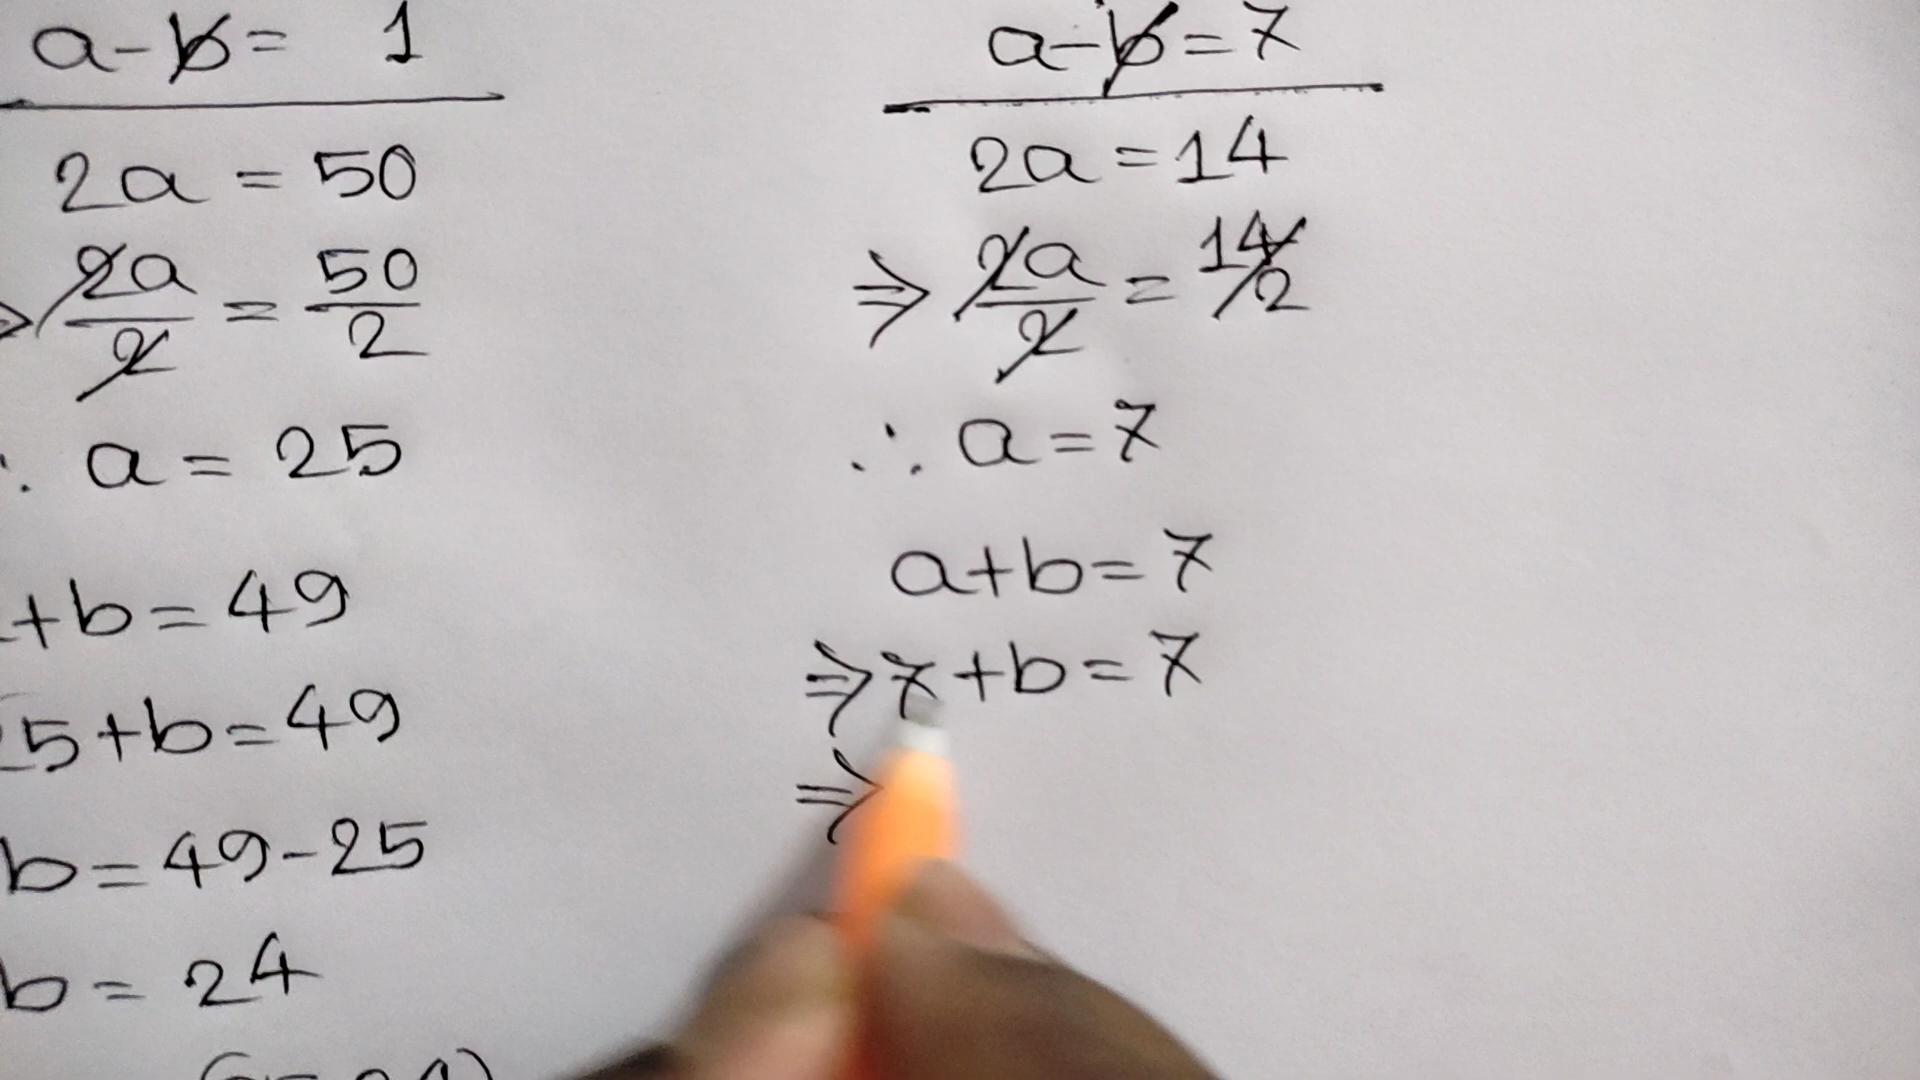 a-b= 1
2a = 50
2a/2 = 50/2
∴ a = 25
+b=49
5+b=49
b=49-25
b= 24
a-b=7
2a=14
⇒ 2a/2 = 14/2
∴ a=7
a+b=7
⇒7+b=7
⇒